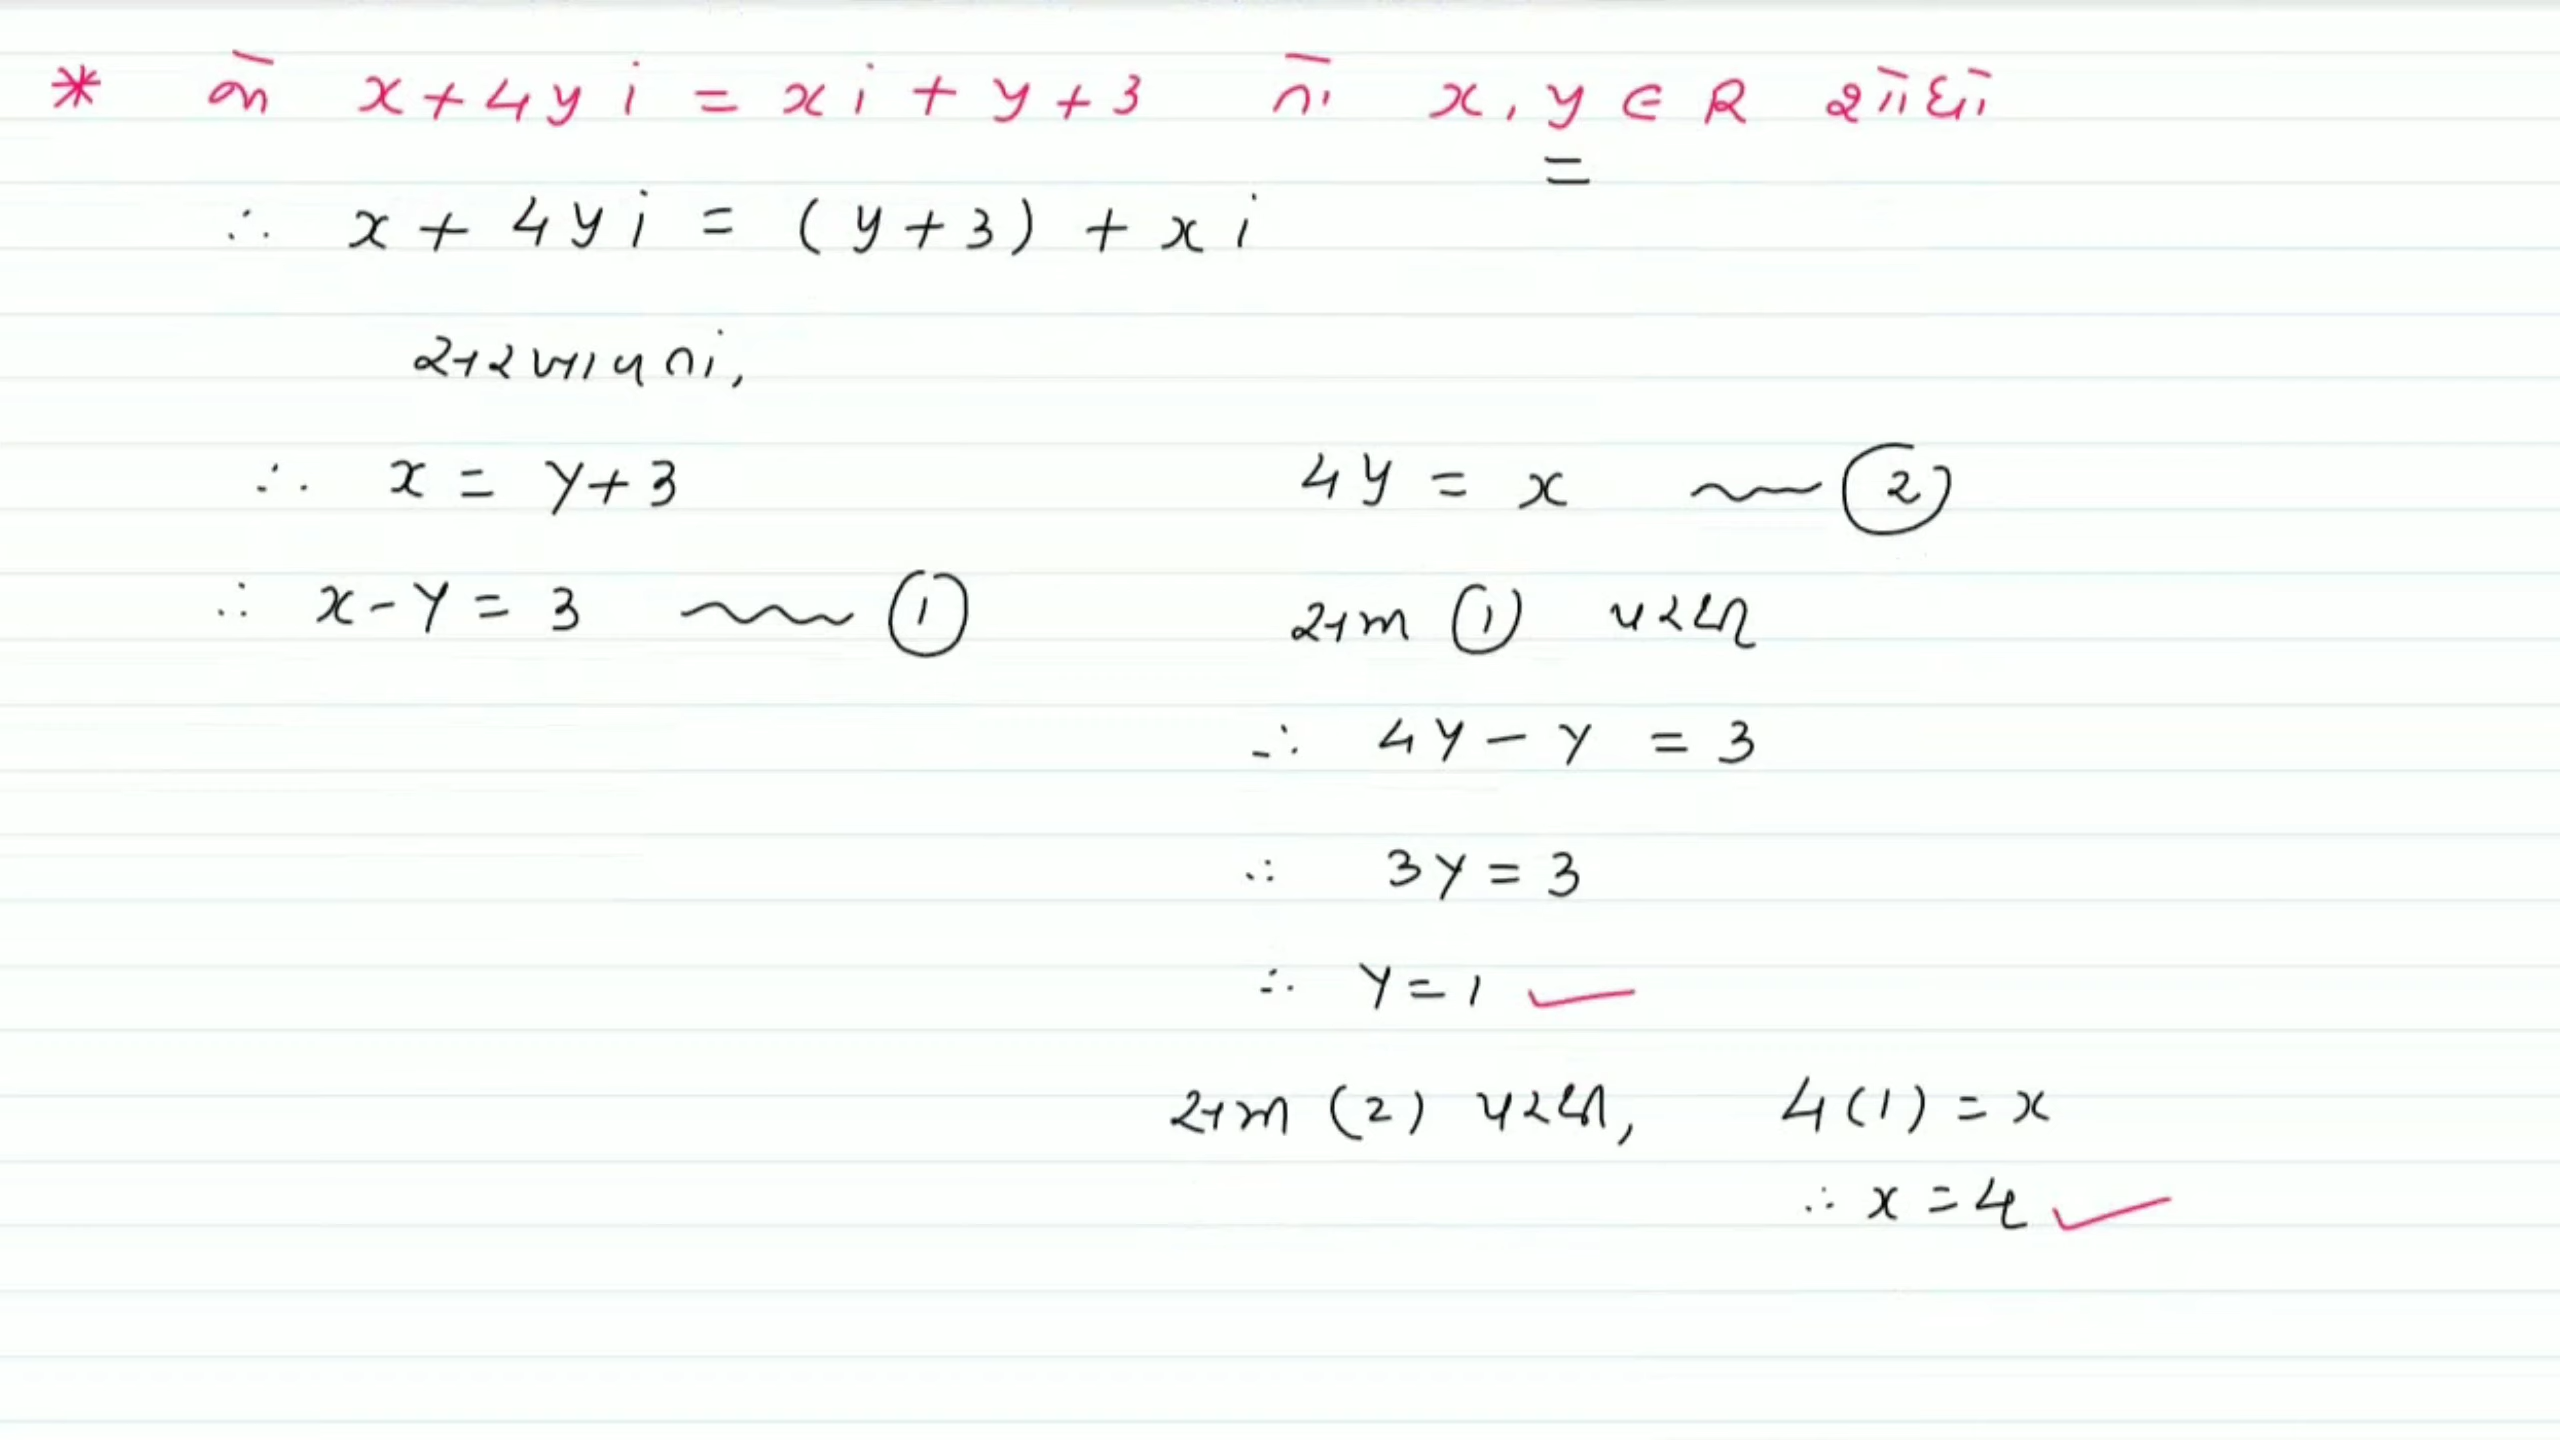 * જો x + 4yi = xi + y + 3 તો x, y ∈ R શોધો
∴ x + 4yi = (y + 3) + xi
સરખાવતાં,
∴ x = y + 3
∴ x - y = 3 ~~~ ①
4y = x ~~~ ②
સમી ① પરથી
∴ 4y - y = 3
∴ 3y = 3
∴ y = 1 ✓
સમી (2) પરથી, 4(1) = x
∴ x = 4 ✓